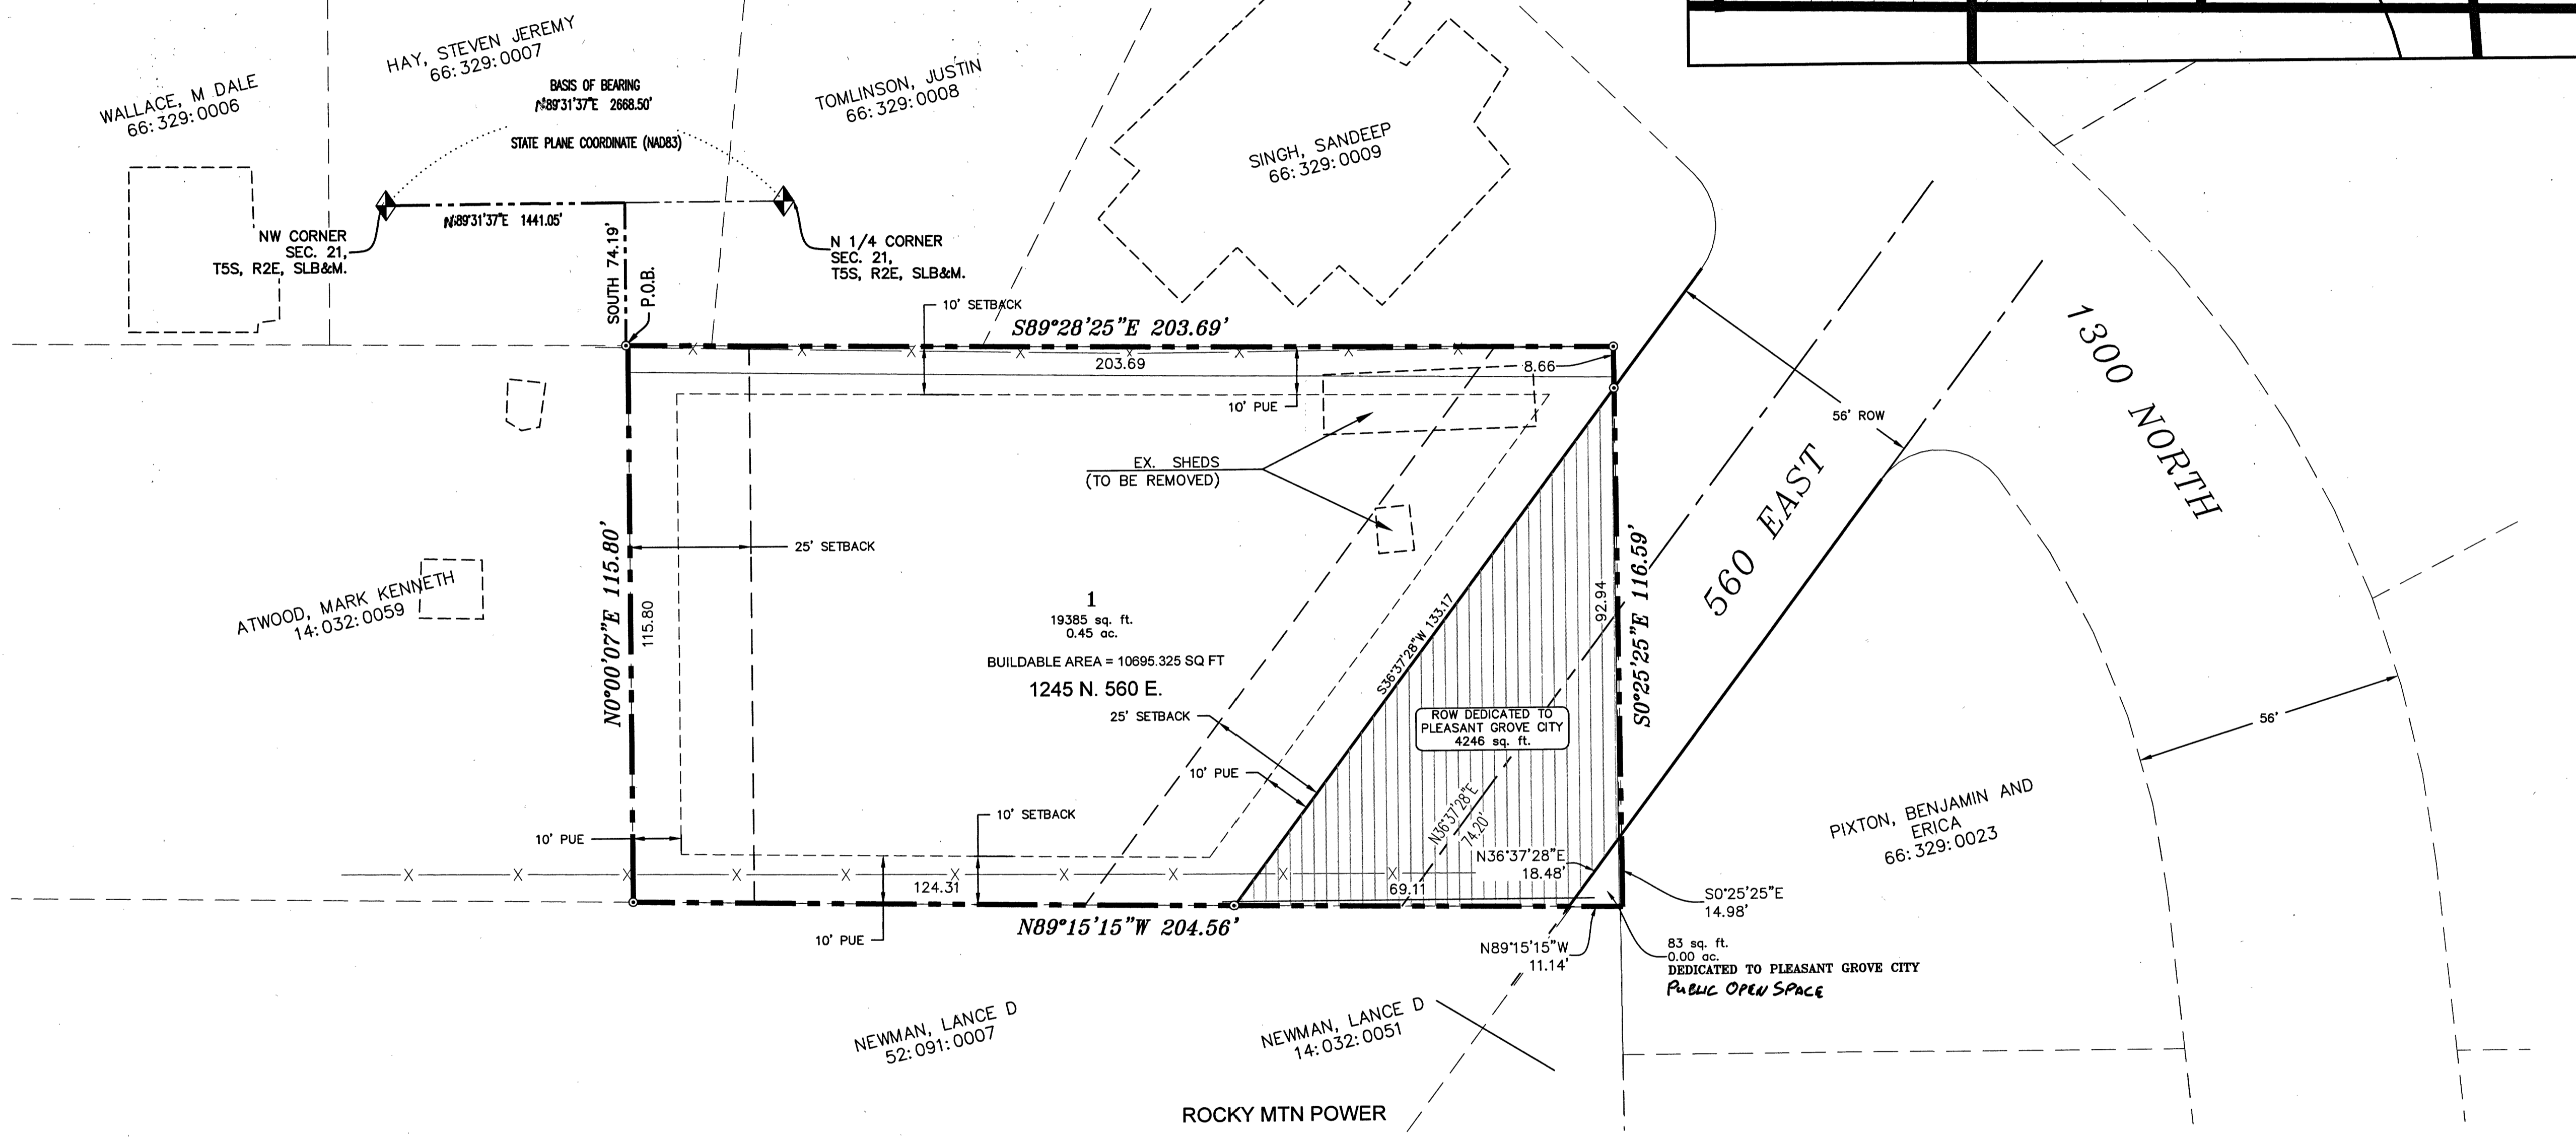 HAY, STEVEN JEREMY
66:329:0007
WALLACE, M DALE
66:329:0006
BASIS OF BEARING
N89°31'37"E 2668.50'
STATE PLANE COORDINATE (NAD83)
TOMLINSON, JUSTIN
66:329:0008
SINGH, SANDEEP
66:329:0009
N89°31'37"E 1441.05'
NW CORNER
SEC. 21,
T5S, R2E, SLB&M.
N 1/4 CORNER
SEC. 21,
T5S, R2E, SLB&M.
SOUTH 74.19'
P.O.B.
10' SETBACK
S89°28'25"E 203.69'
203.69
8.66
10' PUE
1300 NORTH
56' ROW
560 EAST
EX. SHEDS
(TO BE REMOVED)
25' SETBACK
N0°00'07"E 115.80'
115.80
ATWOOD, MARK KENNETH
14:032:0059
1
19385 sq. ft.
0.45 ac.
BUILDABLE AREA = 10695.325 SQ FT
1245 N. 560 E.
S36°37'28"W 133.17
92.94
S0°25'25"E 116.59'
25' SETBACK
ROW DEDICATED TO
PLEASANT GROVE CITY
4246 sq. ft.
56'
10' PUE
N36°37'28"E
74.20'
10' SETBACK
10' PUE
PIXTON, BENJAMIN AND
ERICA
66:329:0023
N36°37'28"E
18.48'
124.31
69.11
S0°25'25"E
14.98'
10' PUE
N89°15'15"W 204.56'
N89°15'15"W
11.14'
83 sq. ft.
0.00 ac.
DEDICATED TO PLEASANT GROVE CITY
PUBLIC OPEN SPACE
NEWMAN, LANCE D
52:091:0007
NEWMAN, LANCE D
14:032:0051
ROCKY MTN POWER